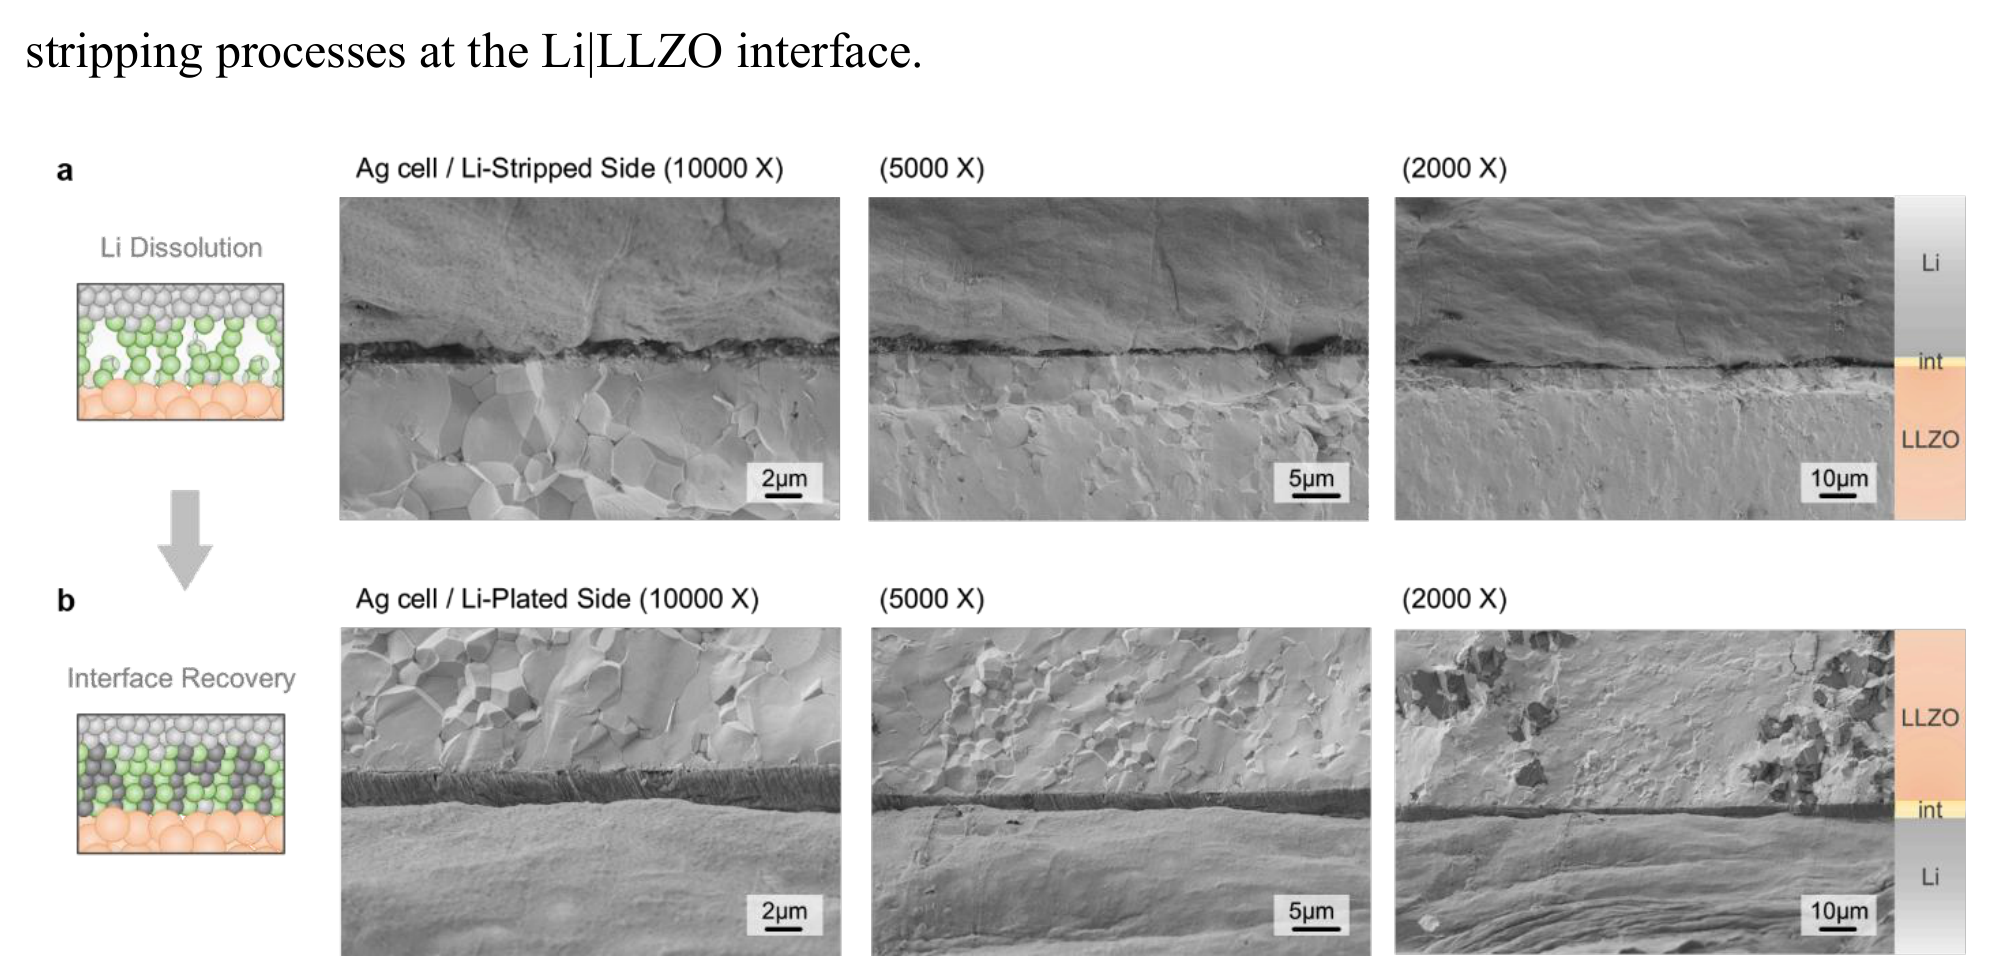 stripping processes at the Li|LLZO interface.
a
Ag cell / Li-Stripped Side (10000 X)
(5000 X)
(2000 X)
Li Dissolution
Li
int
LLZO
2μm
5μm
10μm
b
Ag cell / Li-Plated Side (10000 X)
(5000 X)
(2000 X)
Interface Recovery
LLZO
int
Li
2μm
5μm
10μm